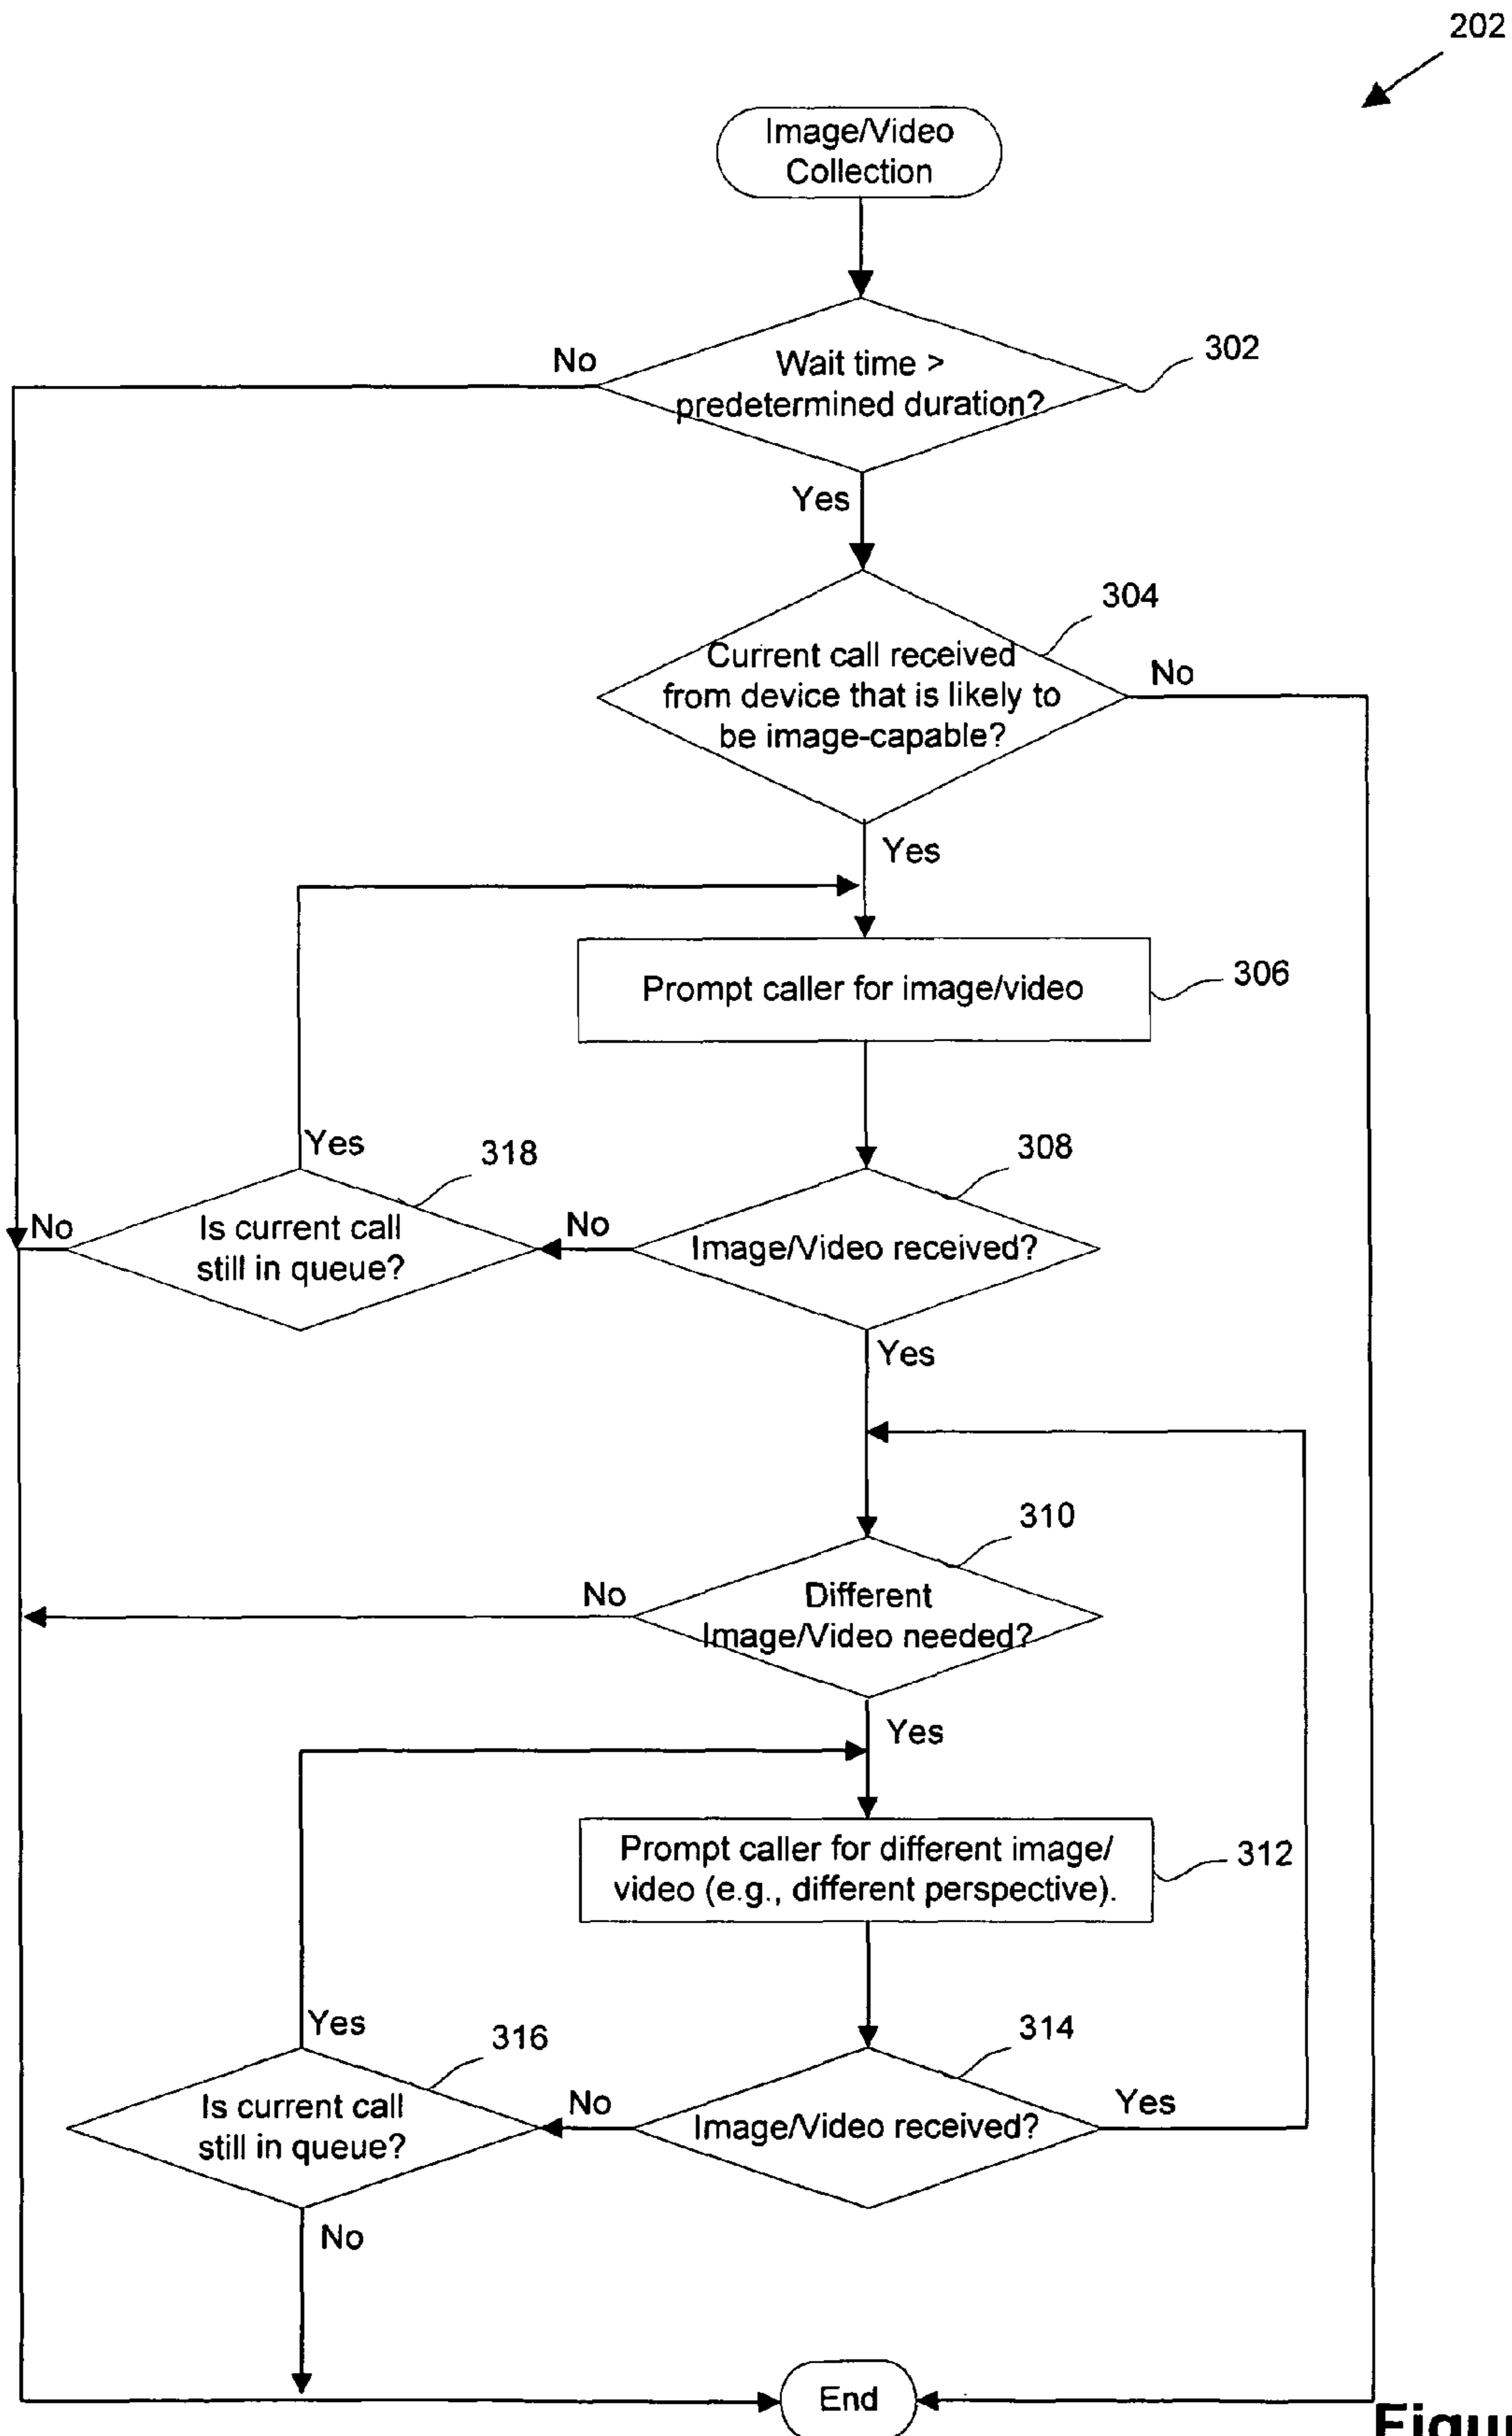 202
Image/Video
Collection
No
Wait time >
predetermined duration?
302
Yes
304
Current call received
from device that is likely to
be image-capable?
No
Yes
Prompt caller for image/video
306
Yes
318
308
No
Is current call
still in queue?
No
Image/Video received?
Yes
310
No
Different
Image/Video needed?
Yes
Prompt caller for different image/
video (e.g., different perspective).
312
Yes
316
314
Is current call
still in queue?
No
Image/Video received?
Yes
No
End